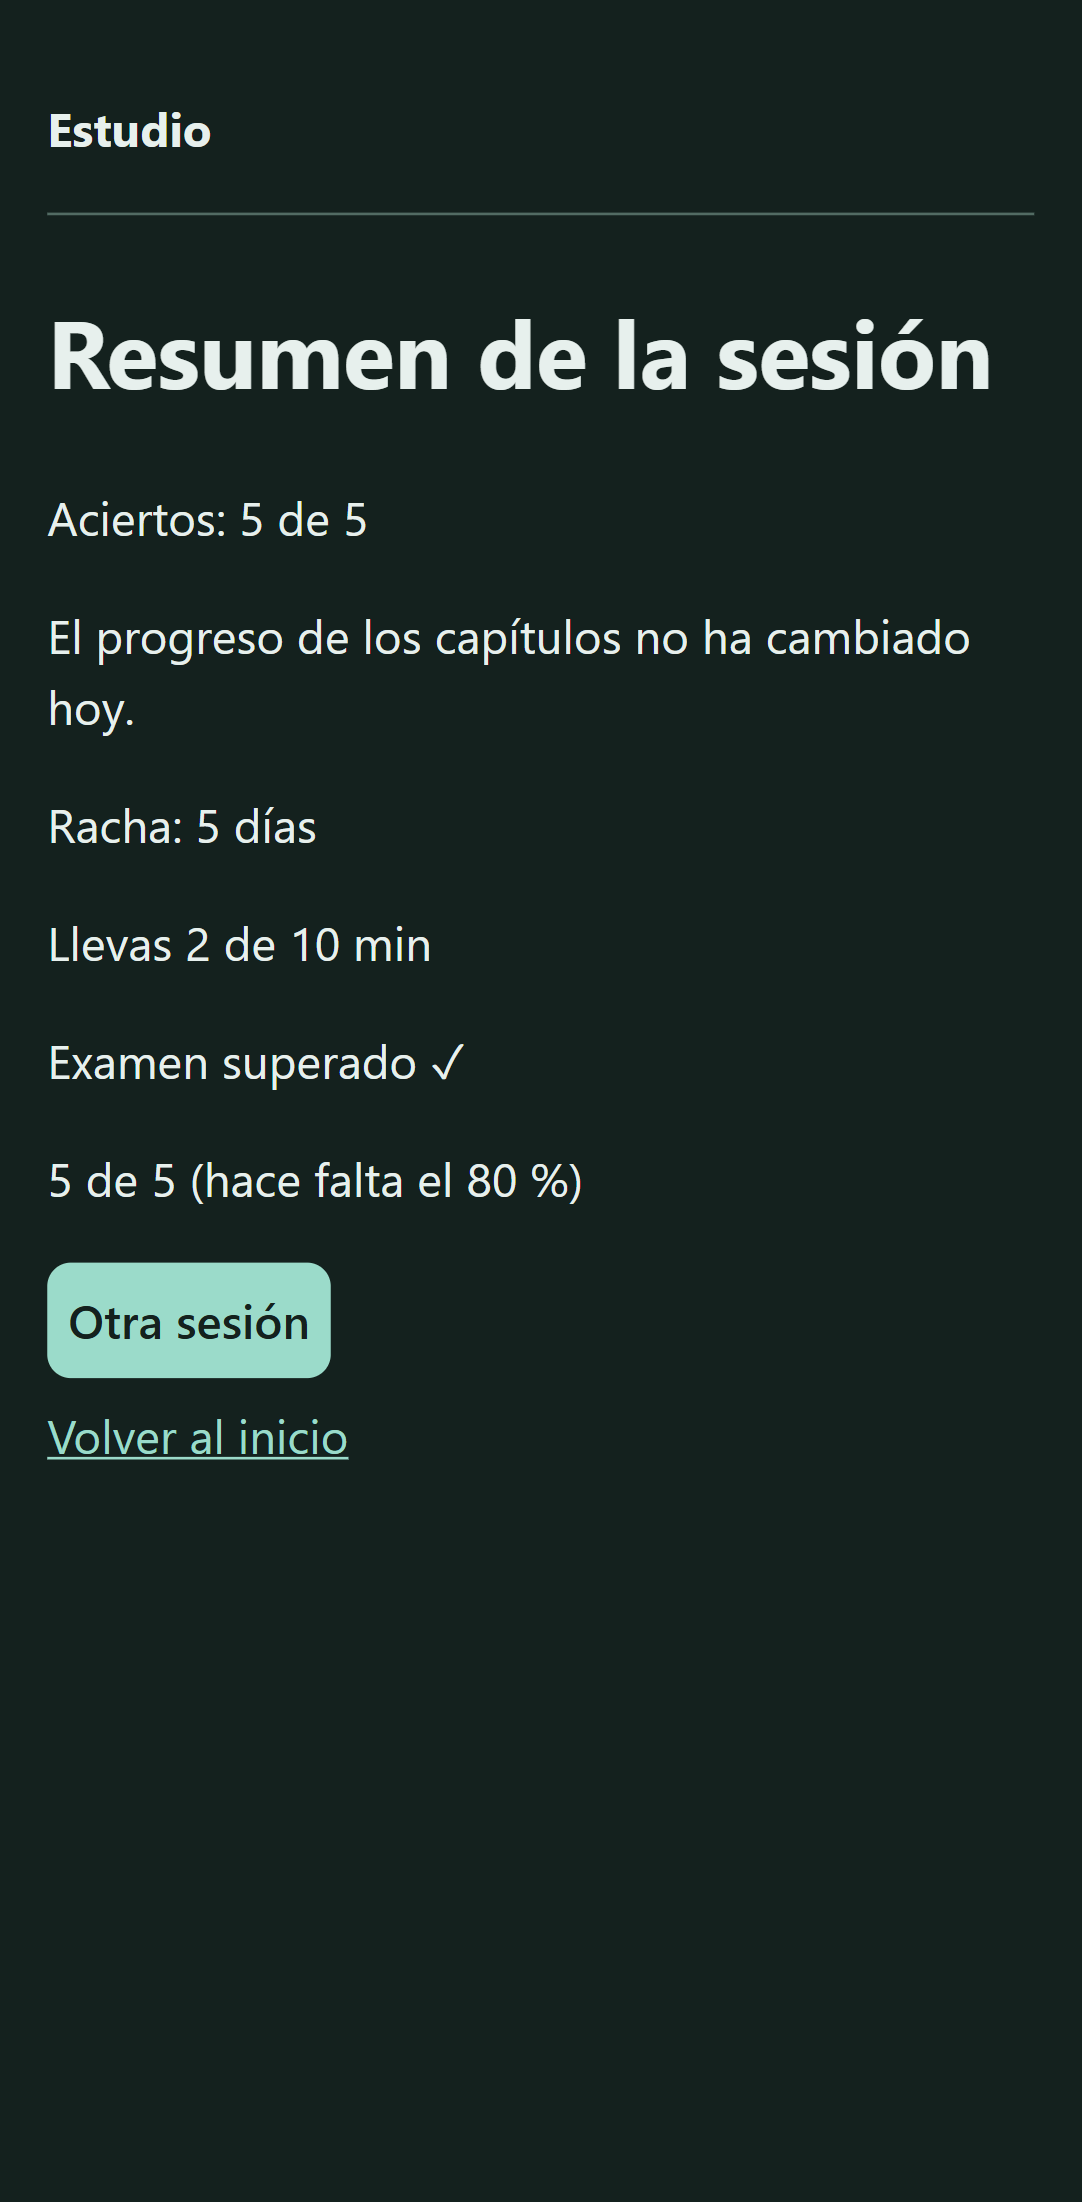 Estudio
Resumen de la sesión
Aciertos: 5 de 5
El progreso de los capítulos no ha cambiado
hoy.
Racha: 5 días
Llevas 2 de 10 min
Examen superado ✓
5 de 5 (hace falta el 80 %)
Otra sesión
Volver al inicio